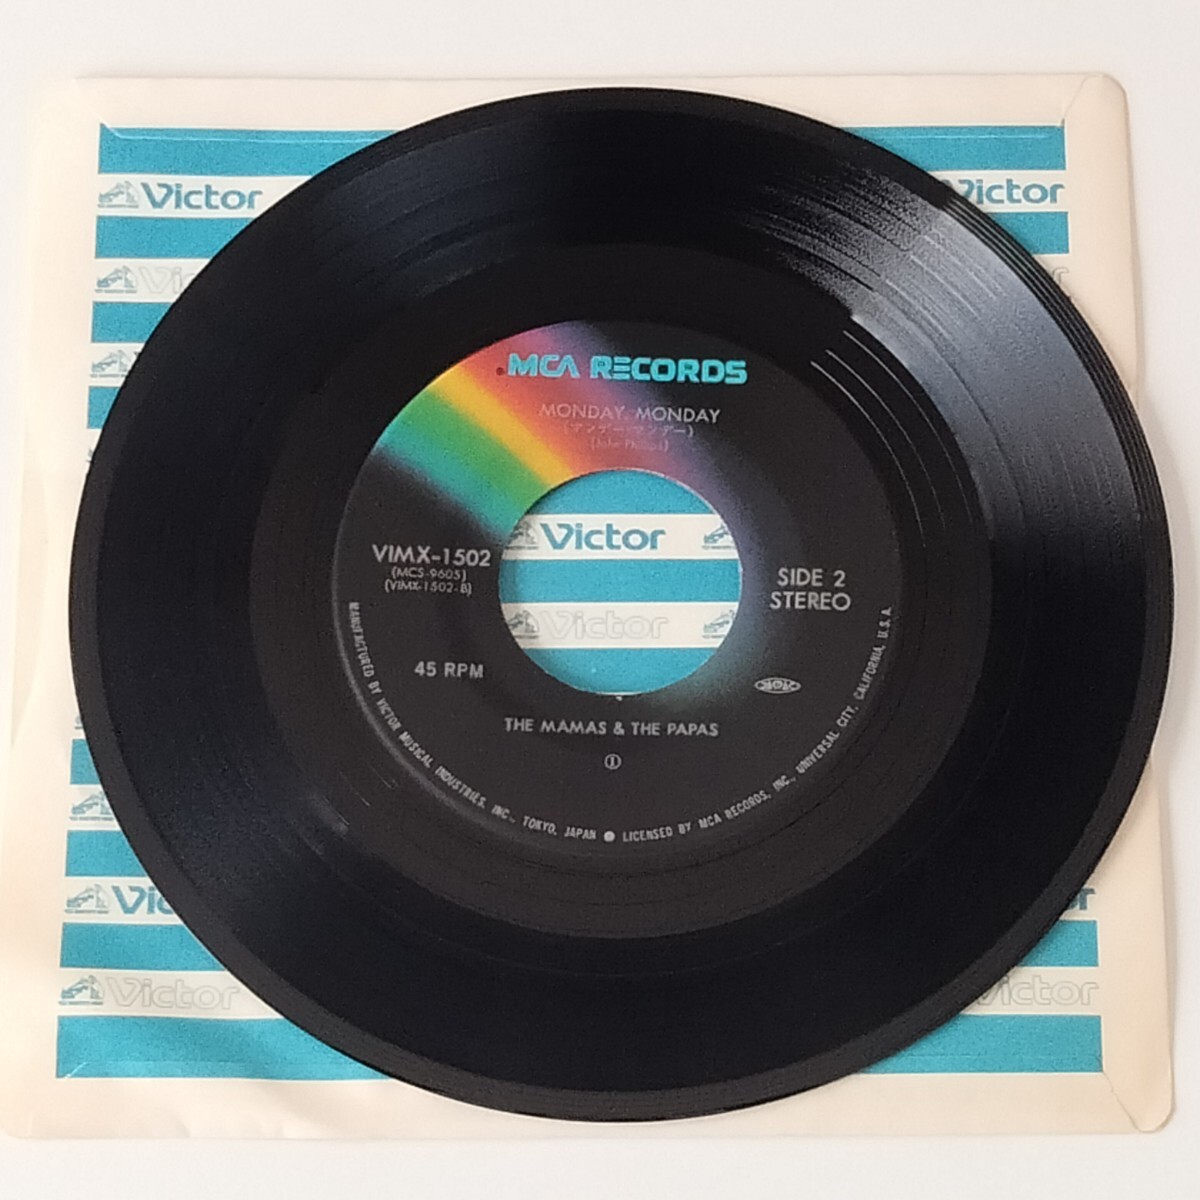 Victor
Victor
Victor
MCA RECORDS
MONDAY, MONDAY
(マンデー・マンデー)
(John Phillips)
VIMX-1502
(MCS-9605)
(VIMX-1502-B)
Victor
Victor
SIDE 2
STEREO
45 RPM
THE MAMAS & THE PAPAS
①
MANUFACTURED BY VICTOR MUSICAL INDUSTRIES, INC., TOKYO, JAPAN ● LICENSED BY MCA RECORDS, INC., UNIVERSAL CITY, CALIFORNIA, U.S.A.
Victor
Victor